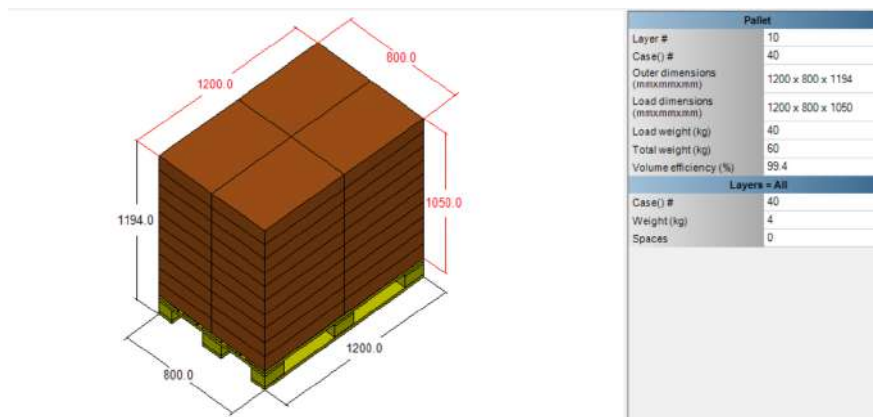 1200.0
800.0
1194.0
1050.0
800.0
1200.0
Pallet
Layer # 10
Case() # 40
Outer dimensions
(mmxmmxmm) 1200 x 800 x 1194
Load dimensions
(mmxmmxmm) 1200 x 800 x 1050
Load weight (kg) 40
Total weight (kg) 60
Volume efficiency (%) 99.4
Layers = All
Case() # 40
Weight (kg) 4
Spaces 0